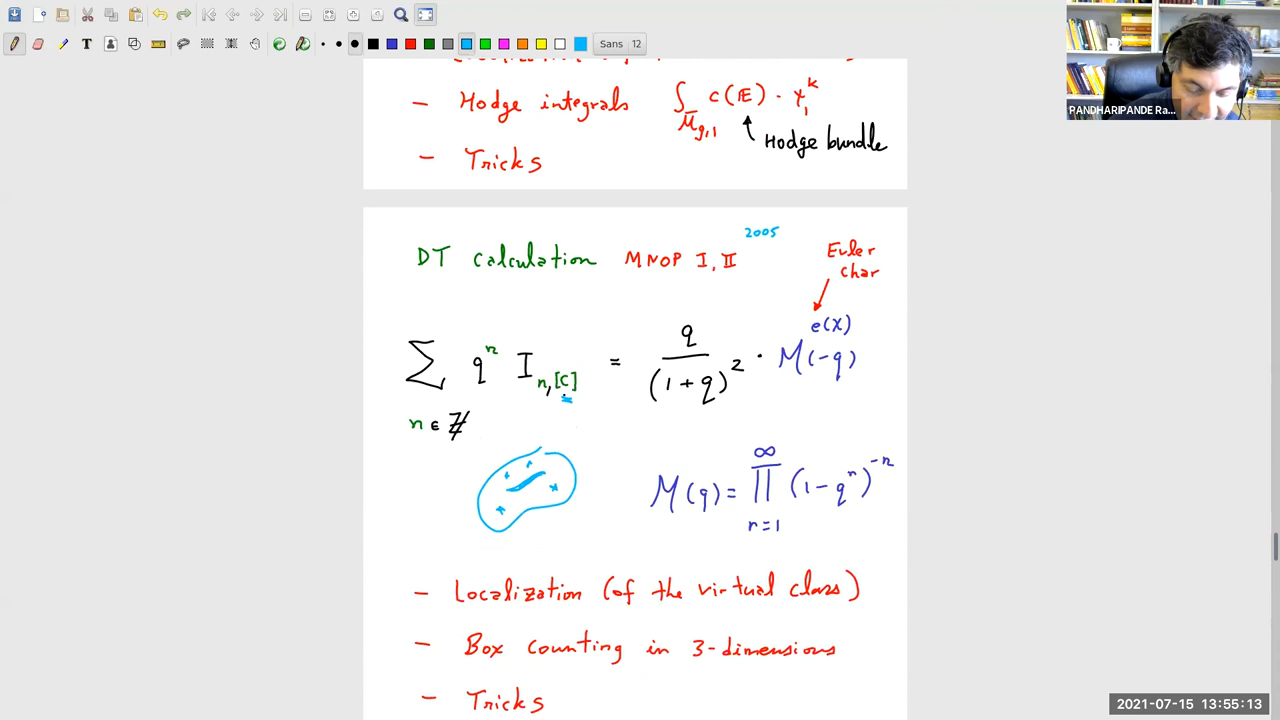 Sans 12
PANDHARIPANDE Ra...
- Hodge integrals ∫_{M̄_{g,1}} c(𝔼) · ψ_1^k
Hodge bundle
- Tricks
DT calculation MNOP I, II 2005
Euler
char
∑_{n∈ℤ} q^n I_{n,[C]} = q/(1+q)^2 · M(-q)^{e(X)}
M(q) = ∏_{n=1}^∞ (1-q^n)^{-n}
- Localization (of the virtual class)
- Box counting in 3-dimensions
- Tricks
2021-07-15 13:55:13